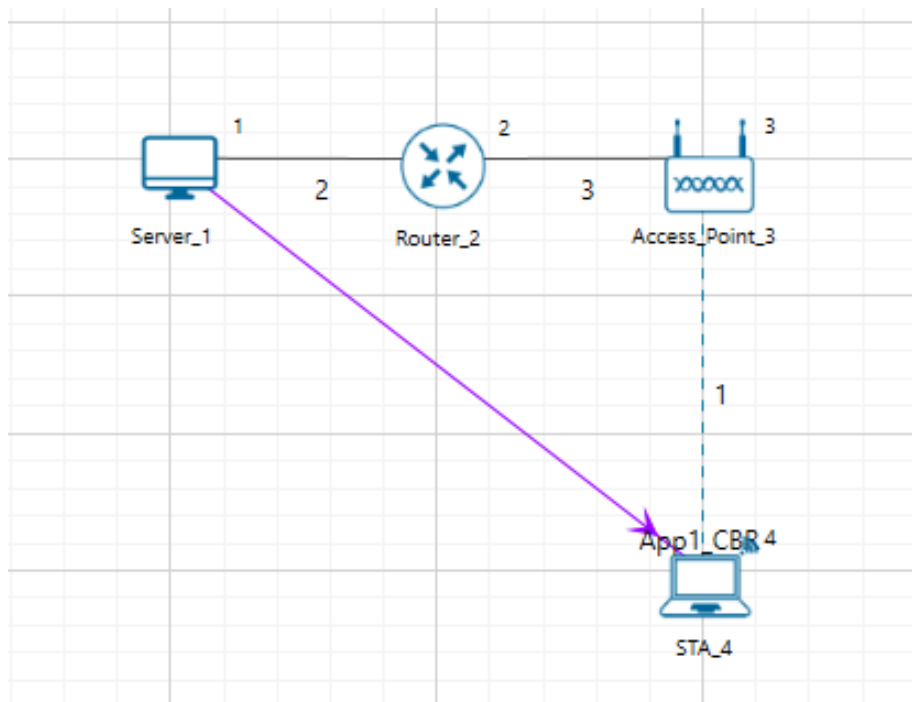 1
2
3
2
3
Server_1
Router_2
Access_Point_3
1
App1_CBR
4
STA_4